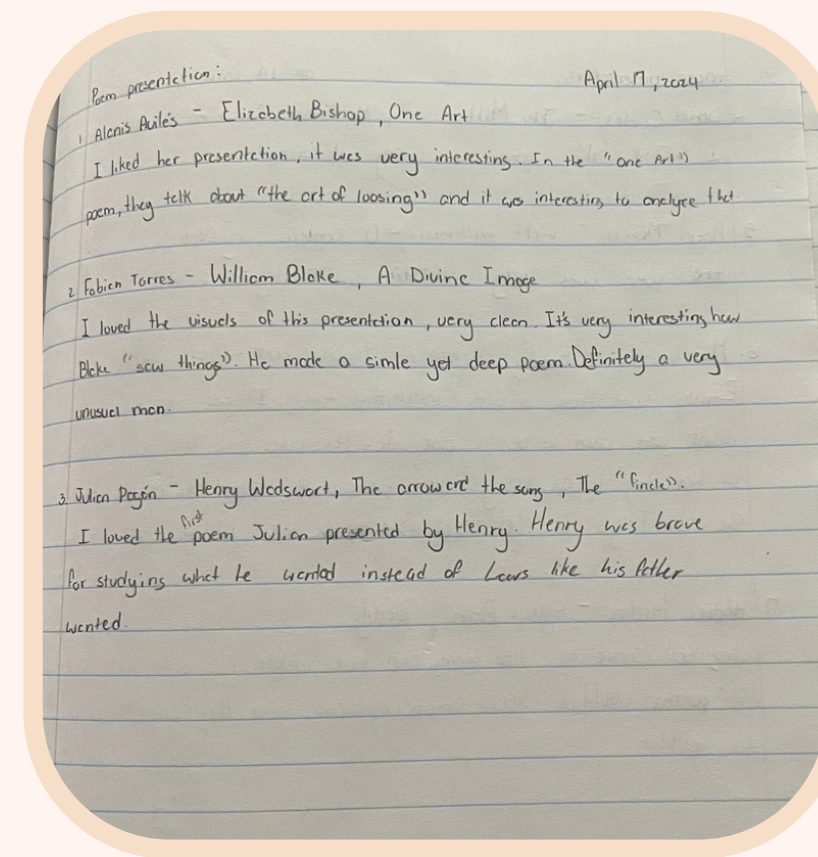 Poem presentation: April 17, 2024
1 Alanis Avilés - Elizabeth Bishop, One Art
I liked her presentation, it was very interesting. In the "One Art"
poem, they talk about "the art of loosing" and it was interesting to analyze that
2 Fabian Torres - William Blake, A Divine Image
I loved the visuals of this presentation, very clean. It's very interesting how
Blake "saw things". He made a simle yet deep poem. Definitely a very
unusual man.
3 Julian Pagán - Henry Wadswort, The arrow and the song, The "finale".
I loved the first poem Julian presented by Henry. Henry was brave
for studying what he wanted instead of Laws like his father
wanted.